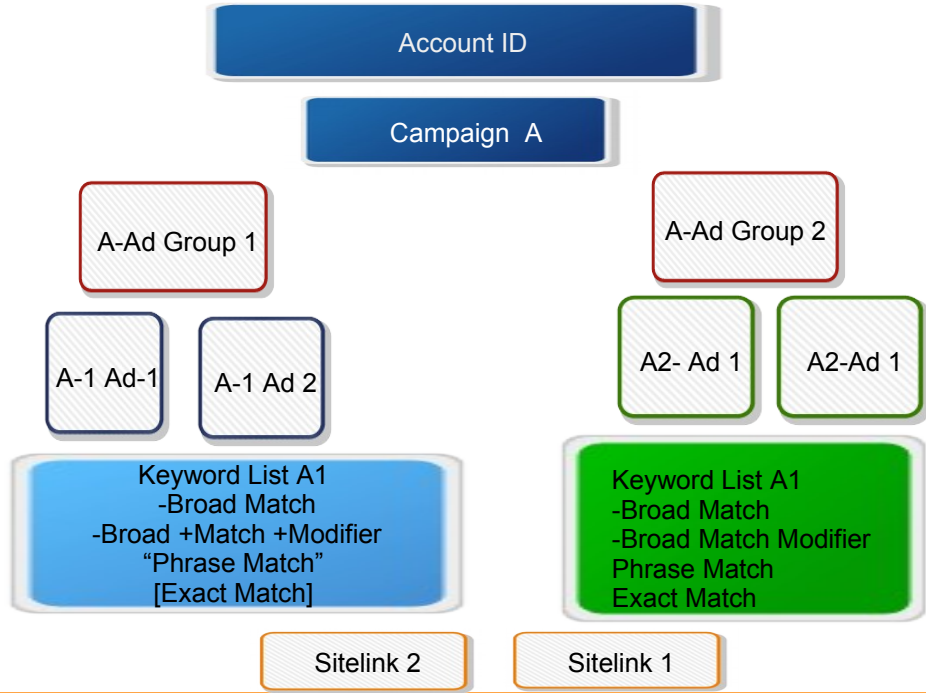 Account ID
Campaign A
A-Ad Group 1
A-Ad Group 2
A-1 Ad-1
A-1 Ad 2
A2- Ad 1
A2-Ad 1
Keyword List A1
-Broad Match
-Broad +Match +Modifier
“Phrase Match”
[Exact Match]
Keyword List A1
-Broad Match
-Broad Match Modifier
Phrase Match
Exact Match
Sitelink 2
Sitelink 1